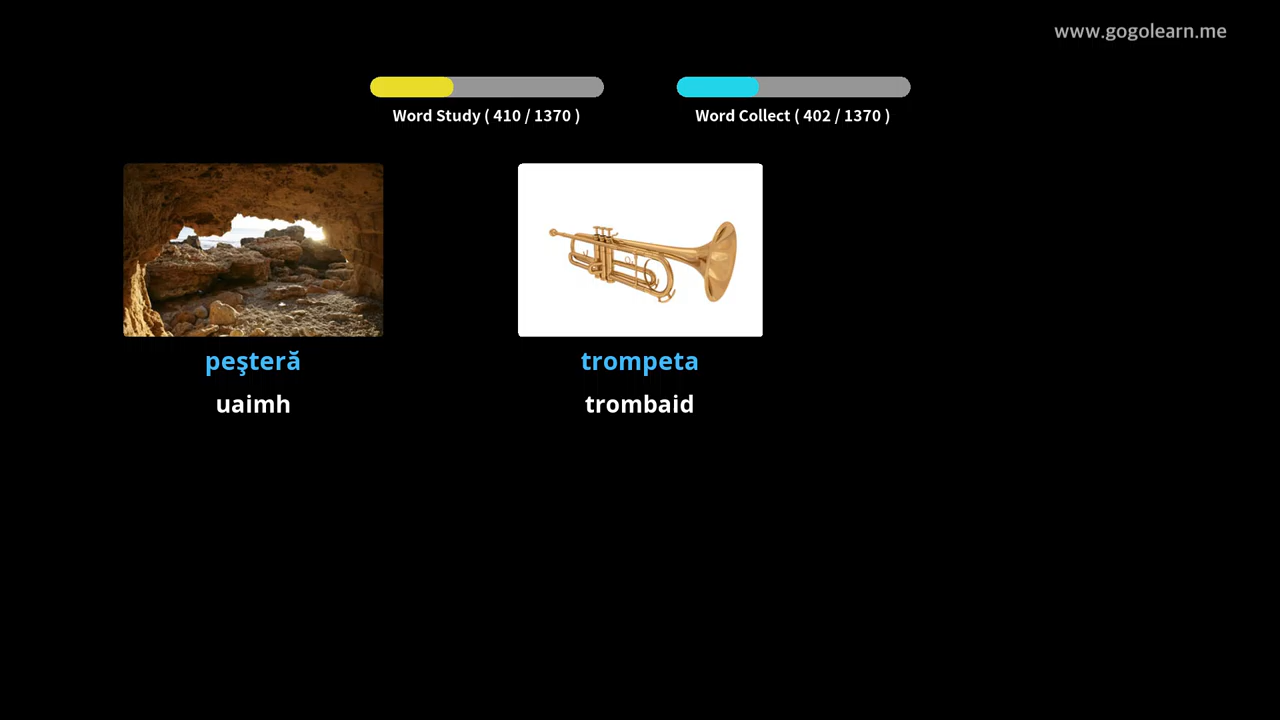 www.gogolearn.me
Word Study ( 410 / 1370 )
Word Collect ( 402 / 1370 )
peşteră
uaimh
trompeta
trombaid